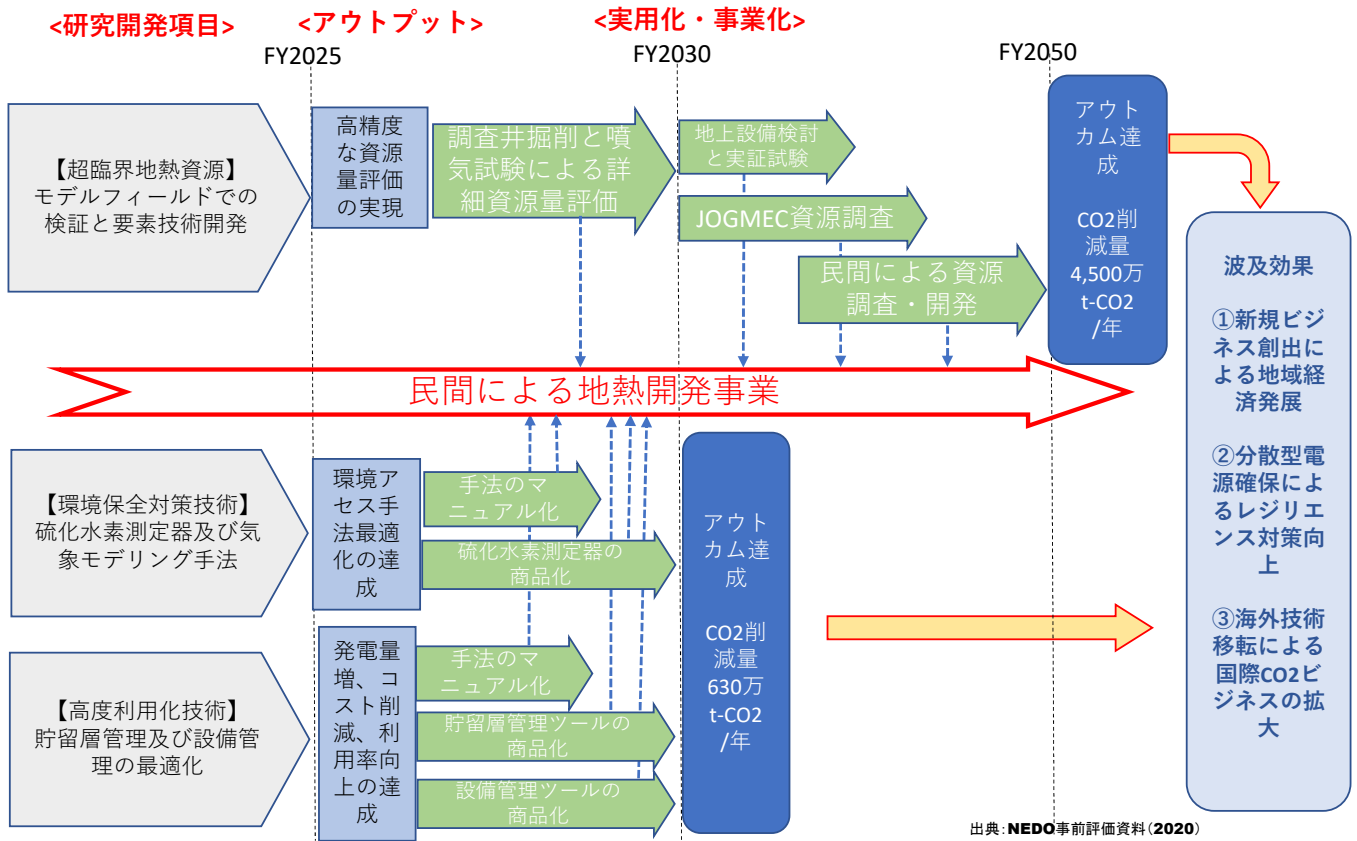 <研究開発項目>
<アウトプット>
<実用化・事業化>
FY2025
FY2030
FY2050
【超臨界地熱資源】
モデルフィールドでの
検証と要素技術開発
高精度
な資源
量評価
の実現
調査井掘削と噴
気試験による詳
細資源量評価
地上設備検討
と実証試験
JOGMEC資源調査
民間による資源
調査・開発
アウト
カム達
成
CO2削
減量
4,500万
t-CO2
/年
民間による地熱開発事業
【環境保全対策技術】
硫化水素測定器及び気
象モデリング手法
環境ア
セス手
法最適
化の達
成
手法のマ
ニュアル化
硫化水素測定器の
商品化
【高度利用化技術】
貯留層管理及び設備管
理の最適化
発電量
増、コ
スト削
減、利
用率向
上の達
成
手法のマ
ニュアル化
貯留層管理ツールの
商品化
設備管理ツールの
商品化
アウト
カム達
成
CO2削
減量
630万
t-CO2
/年
波及効果
①新規ビジ
ネス創出に
よる地域経
済発展
②分散型電
源確保によ
るレジリエ
ンス対策向
上
③海外技術
移転による
国際CO2ビ
ジネスの拡
大
出典：NEDO事前評価資料（2020）